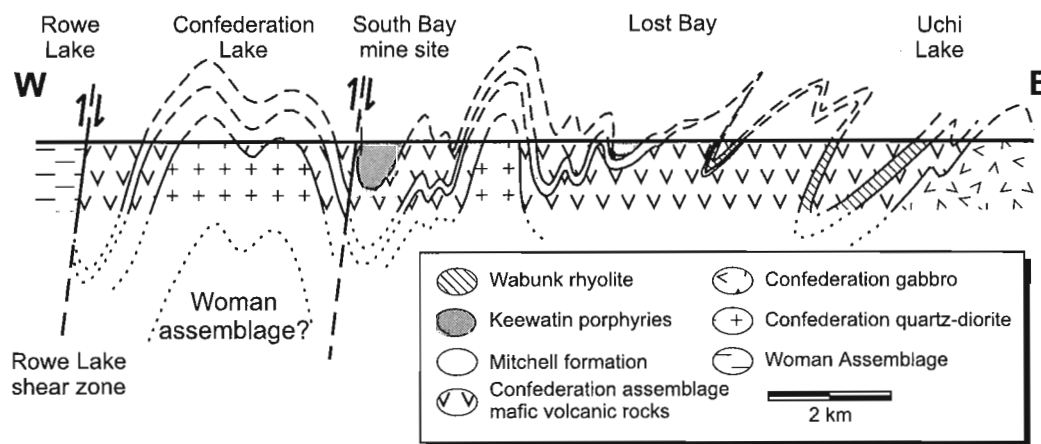 Rowe
Lake
Confederation
Lake
South Bay
mine site
Lost Bay
Uchi
Lake
W
E
Woman
assemblage?
Rowe Lake
shear zone
Wabunk rhyolite
Keewatin porphyries
Mitchell formation
Confederation assemblage
mafic volcanic rocks
Confederation gabbro
Confederation quartz-diorite
Woman Assemblage
2 km